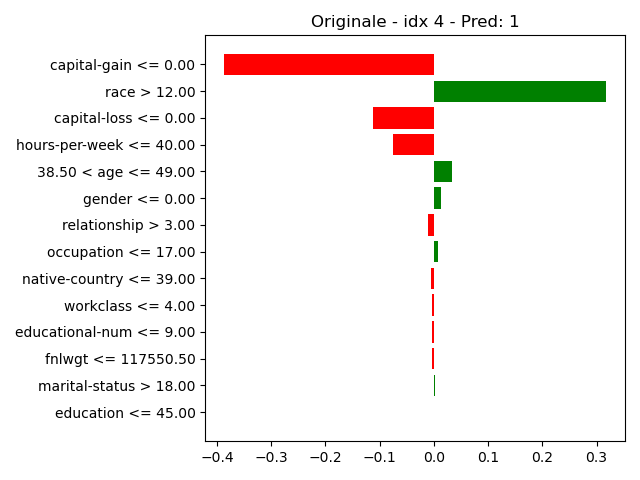 Originale - idx 4 - Pred: 1
capital-gain <= 0.00
race > 12.00
capital-loss <= 0.00
hours-per-week <= 40.00
38.50 < age <= 49.00
gender <= 0.00
relationship > 3.00
occupation <= 17.00
native-country <= 39.00
workclass <= 4.00
educational-num <= 9.00
fnlwgt <= 117550.50
marital-status > 18.00
education <= 45.00
−0.4 −0.3 −0.2 −0.1 0.0 0.1 0.2 0.3